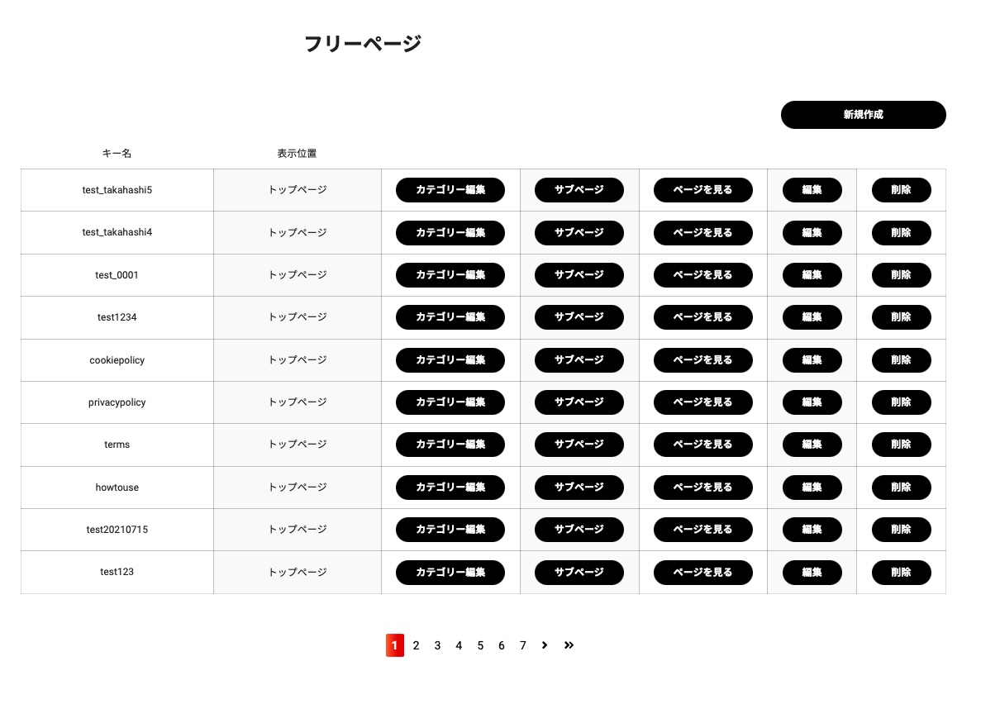 フリーページ
新規作成
キー名 表示位置
test_takahashi5 トップページ カテゴリー編集 サブページ ページを見る 編集 削除
test_takahashi4 トップページ カテゴリー編集 サブページ ページを見る 編集 削除
test_0001 トップページ カテゴリー編集 サブページ ページを見る 編集 削除
test1234 トップページ カテゴリー編集 サブページ ページを見る 編集 削除
cookiepolicy トップページ カテゴリー編集 サブページ ページを見る 編集 削除
privacypolicy トップページ カテゴリー編集 サブページ ページを見る 編集 削除
terms トップページ カテゴリー編集 サブページ ページを見る 編集 削除
howtouse トップページ カテゴリー編集 サブページ ページを見る 編集 削除
test20210715 トップページ カテゴリー編集 サブページ ページを見る 編集 削除
test123 トップページ カテゴリー編集 サブページ ページを見る 編集 削除
1 2 3 4 5 6 7 › »